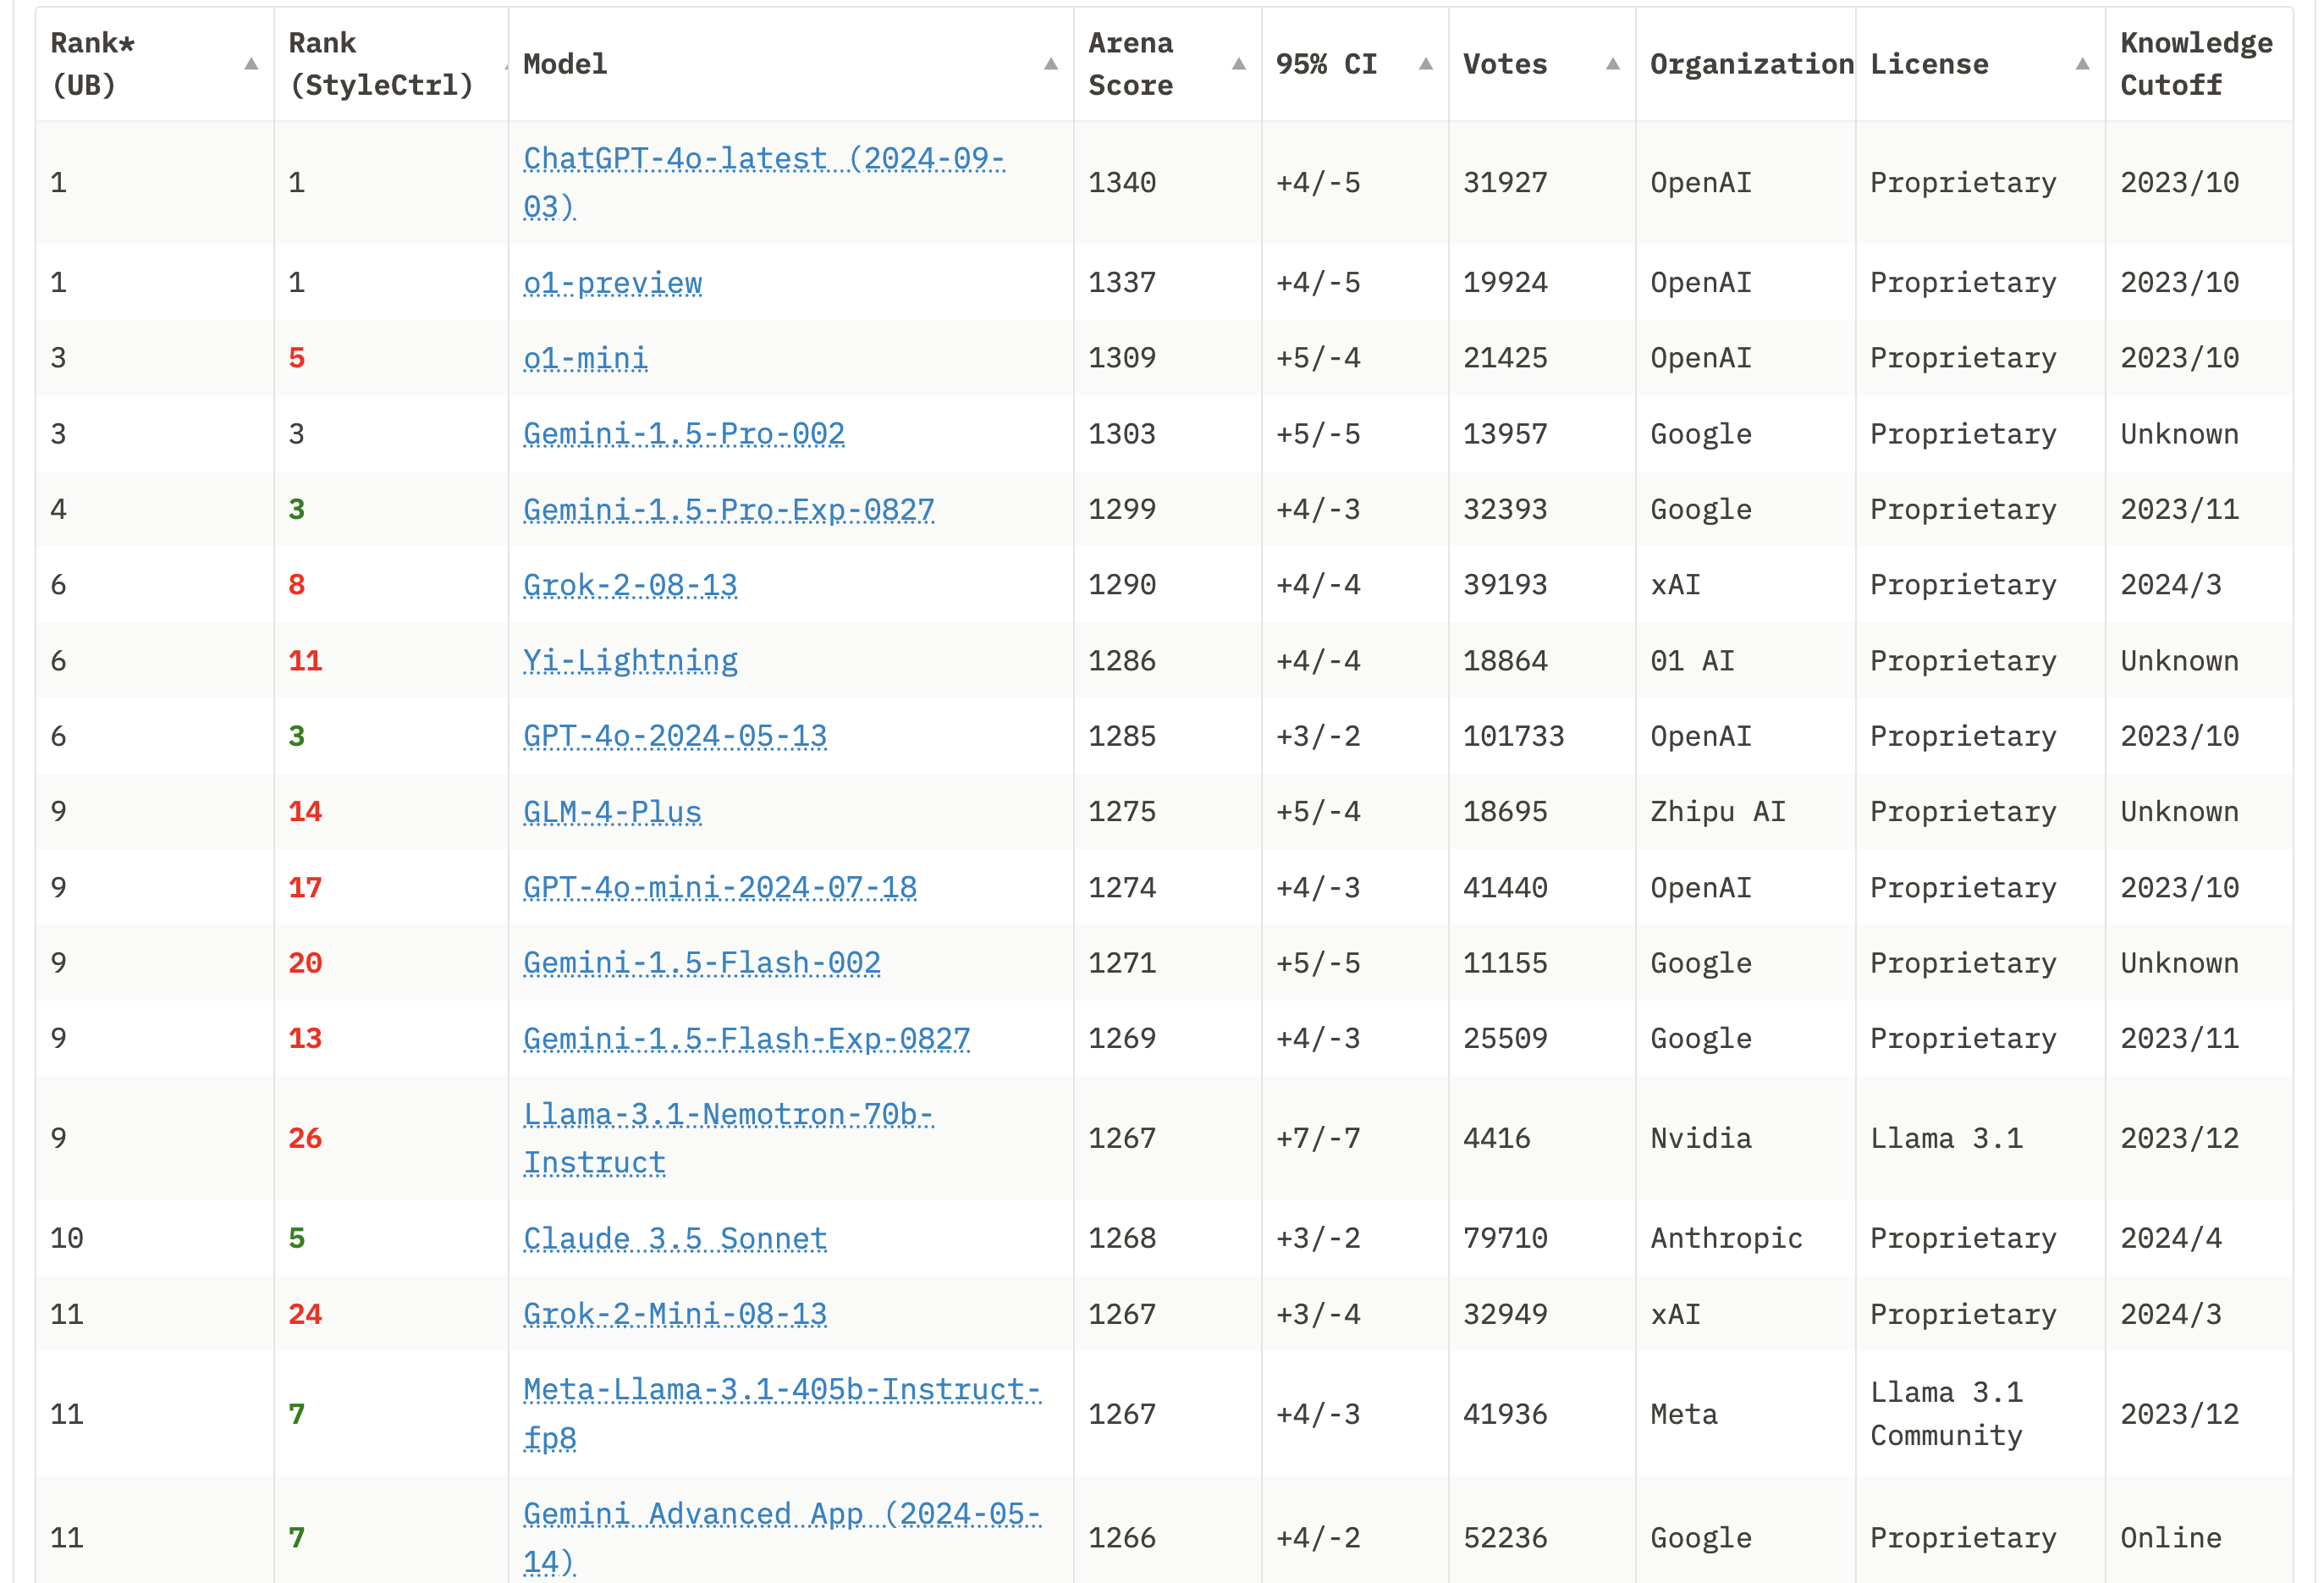 Rank* (UB) Rank (StyleCtrl) Model Arena Score 95% CI Votes Organization License Knowledge Cutoff
1 1 ChatGPT-4o-latest (2024-09-03) 1340 +4/-5 31927 OpenAI Proprietary 2023/10
1 1 o1-preview 1337 +4/-5 19924 OpenAI Proprietary 2023/10
3 5 o1-mini 1309 +5/-4 21425 OpenAI Proprietary 2023/10
3 3 Gemini-1.5-Pro-002 1303 +5/-5 13957 Google Proprietary Unknown
4 3 Gemini-1.5-Pro-Exp-0827 1299 +4/-3 32393 Google Proprietary 2023/11
6 8 Grok-2-08-13 1290 +4/-4 39193 xAI Proprietary 2024/3
6 11 Yi-Lightning 1286 +4/-4 18864 01 AI Proprietary Unknown
6 3 GPT-4o-2024-05-13 1285 +3/-2 101733 OpenAI Proprietary 2023/10
9 14 GLM-4-Plus 1275 +5/-4 18695 Zhipu AI Proprietary Unknown
9 17 GPT-4o-mini-2024-07-18 1274 +4/-3 41440 OpenAI Proprietary 2023/10
9 20 Gemini-1.5-Flash-002 1271 +5/-5 11155 Google Proprietary Unknown
9 13 Gemini-1.5-Flash-Exp-0827 1269 +4/-3 25509 Google Proprietary 2023/11
9 26 Llama-3.1-Nemotron-70b-Instruct 1267 +7/-7 4416 Nvidia Llama 3.1 2023/12
10 5 Claude 3.5 Sonnet 1268 +3/-2 79710 Anthropic Proprietary 2024/4
11 24 Grok-2-Mini-08-13 1267 +3/-4 32949 xAI Proprietary 2024/3
11 7 Meta-Llama-3.1-405b-Instruct-fp8 1267 +4/-3 41936 Meta Llama 3.1 Community 2023/12
11 7 Gemini Advanced App (2024-05-14) 1266 +4/-2 52236 Google Proprietary Online